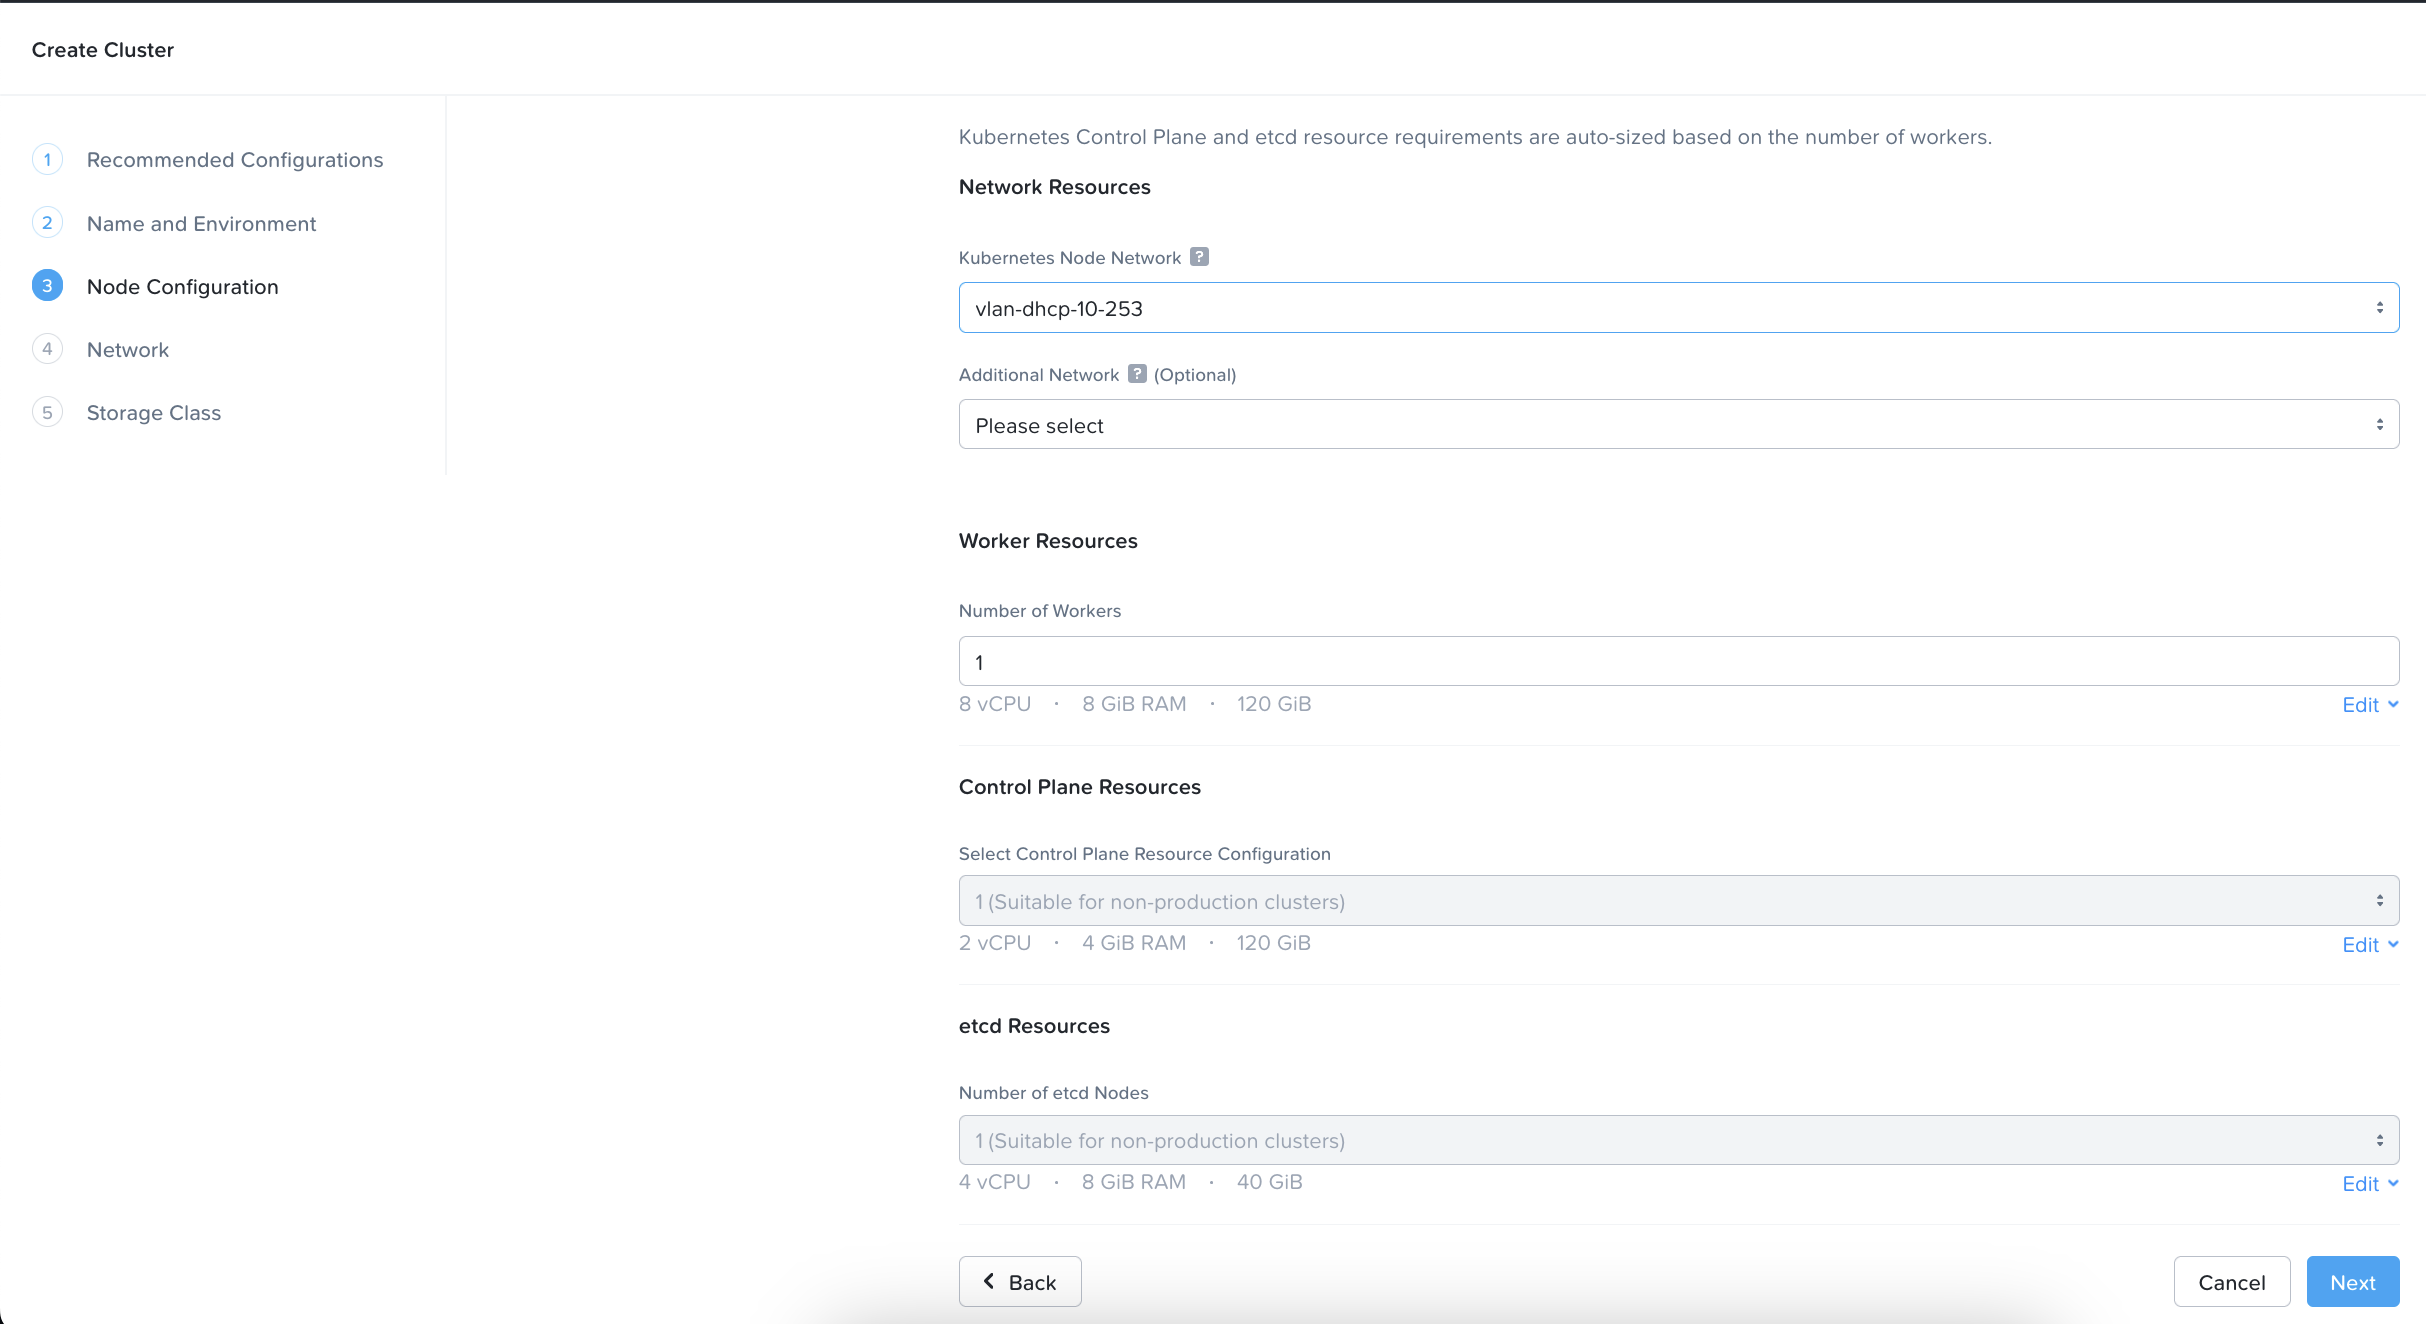 Create Cluster
1 Recommended Configurations
2 Name and Environment
3 Node Configuration
4 Network
5 Storage Class
Kubernetes Control Plane and etcd resource requirements are auto-sized based on the number of workers.
Network Resources
Kubernetes Node Network ?
vlan-dhcp-10-253
Additional Network ? (Optional)
Please select
Worker Resources
Number of Workers
1
8 vCPU · 8 GiB RAM · 120 GiB Edit
Control Plane Resources
Select Control Plane Resource Configuration
1 (Suitable for non-production clusters)
2 vCPU · 4 GiB RAM · 120 GiB Edit
etcd Resources
Number of etcd Nodes
1 (Suitable for non-production clusters)
4 vCPU · 8 GiB RAM · 40 GiB Edit
Back Cancel Next